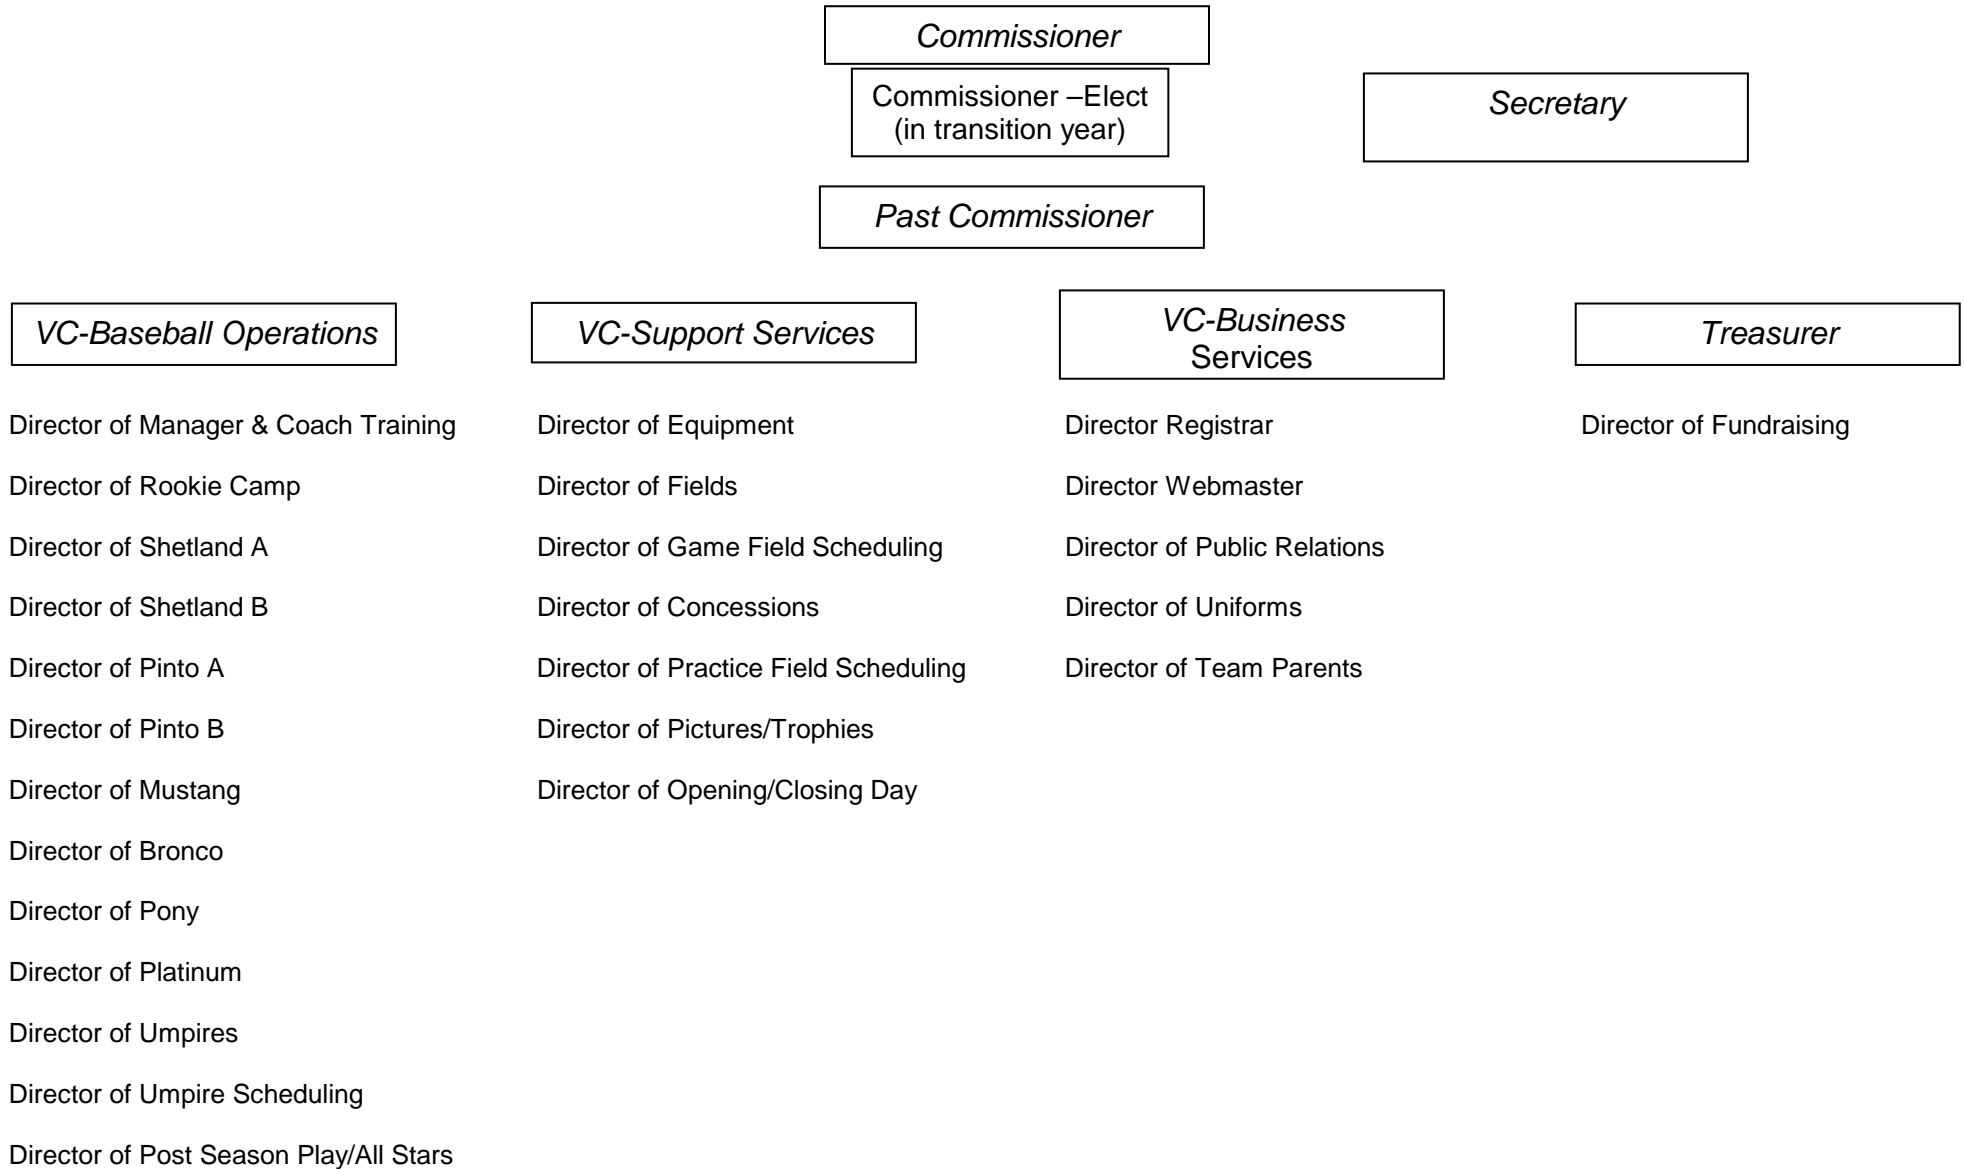 Commissioner
Commissioner –Elect
(in transition year)
Secretary
Past Commissioner
VC-Baseball Operations
Director of Manager & Coach Training
Director of Rookie Camp
Director of Shetland A
Director of Shetland B
Director of Pinto A
Director of Pinto B
Director of Mustang
Director of Bronco
Director of Pony
Director of Platinum
Director of Umpires
Director of Umpire Scheduling
Director of Post Season Play/All Stars
VC-Support Services
Director of Equipment
Director of Fields
Director of Game Field Scheduling
Director of Concessions
Director of Practice Field Scheduling
Director of Pictures/Trophies
Director of Opening/Closing Day
VC-Business
Services
Director Registrar
Director Webmaster
Director of Public Relations
Director of Uniforms
Director of Team Parents
Treasurer
Director of Fundraising